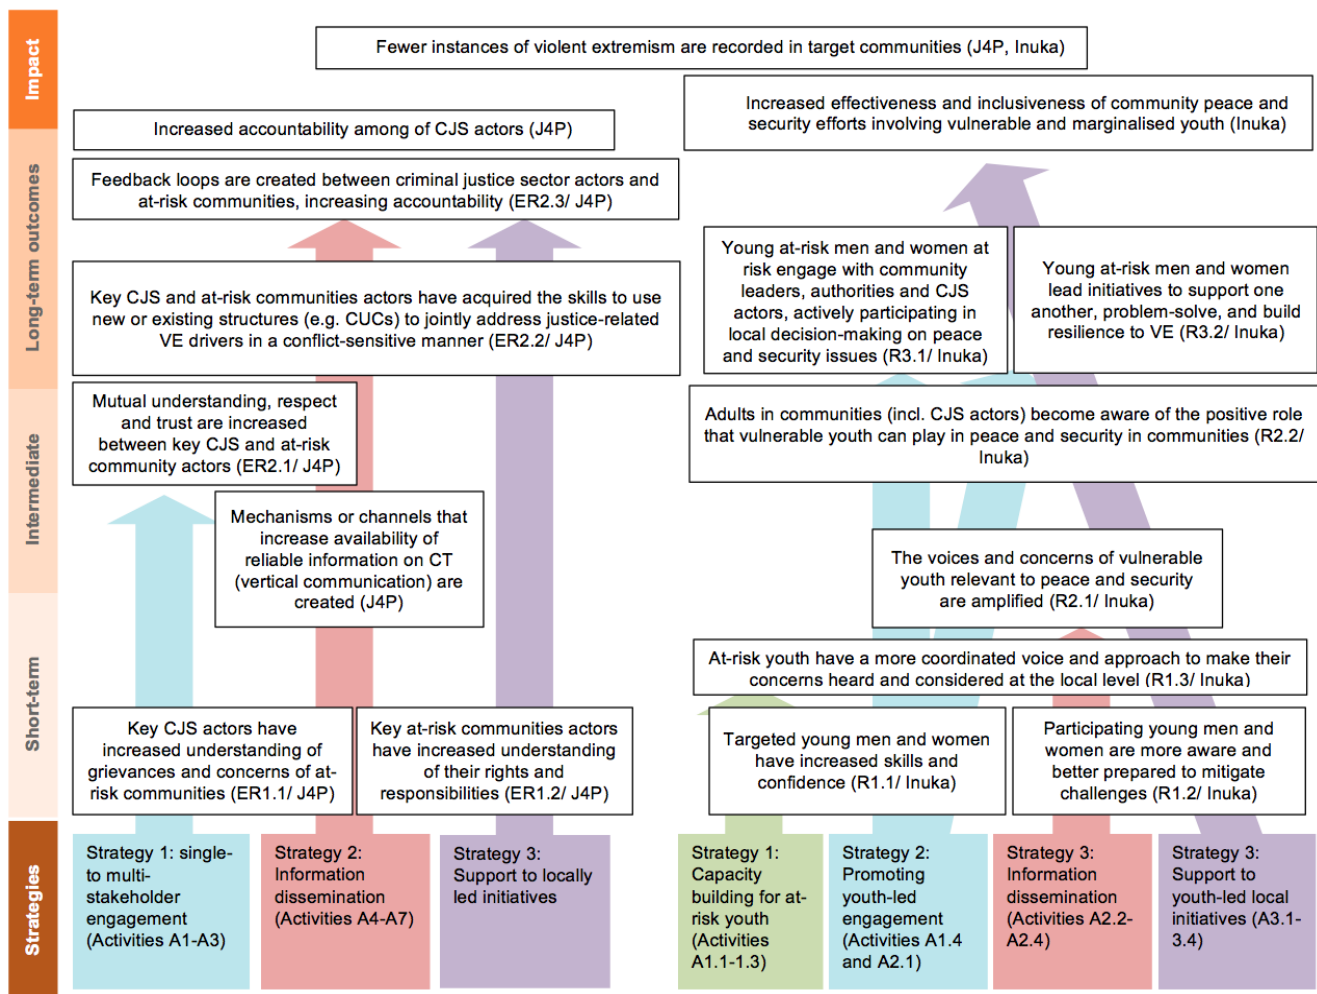 Impact
Fewer instances of violent extremism are recorded in target communities (J4P, Inuka)
Increased effectiveness and inclusiveness of community peace and
security efforts involving vulnerable and marginalised youth (Inuka)
Increased accountability among of CJS actors (J4P)
Long-term outcomes
Feedback loops are created between criminal justice sector actors and
at-risk communities, increasing accountability (ER2.3/ J4P)
Key CJS and at-risk communities actors have acquired the skills to use
new or existing structures (e.g. CUCs) to jointly address justice-related
VE drivers in a conflict-sensitive manner (ER2.2/ J4P)
Young at-risk men and women at
risk engage with community
leaders, authorities and CJS
actors, actively participating in
local decision-making on peace
and security issues (R3.1/ Inuka)
Young at-risk men and women
lead initiatives to support one
another, problem-solve, and build
resilience to VE (R3.2/ Inuka)
Intermediate
Mutual understanding, respect
and trust are increased
between key CJS and at-risk
community actors (ER2.1/ J4P)
Adults in communities (incl. CJS actors) become aware of the positive role
that vulnerable youth can play in peace and security in communities (R2.2/
Inuka)
Mechanisms or channels that
increase availability of
reliable information on CT
(vertical communication) are
created (J4P)
The voices and concerns of vulnerable
youth relevant to peace and security
are amplified (R2.1/ Inuka)
Short-term
At-risk youth have a more coordinated voice and approach to make their
concerns heard and considered at the local level (R1.3/ Inuka)
Key CJS actors have
increased understanding of
grievances and concerns of at-
risk communities (ER1.1/ J4P)
Key at-risk communities actors
have increased understanding
of their rights and
responsibilities (ER1.2/ J4P)
Targeted young men and women
have increased skills and
confidence (R1.1/ Inuka)
Participating young men and
women are more aware and
better prepared to mitigate
challenges (R1.2/ Inuka)
Strategies
Strategy 1: single-
to multi-
stakeholder
engagement
(Activities A1-A3)
Strategy 2:
Information
dissemination
(Activities A4-A7)
Strategy 3:
Support to locally
led initiatives
Strategy 1:
Capacity
building for at-
risk youth
(Activities
A1.1-1.3)
Strategy 2:
Promoting
youth-led
engagement
(Activities A1.4
and A2.1)
Strategy 3:
Information
dissemination
(Activities A2.2-
A2.4)
Strategy 3:
Support to
youth-led local
initiatives (A3.1-
3.4)